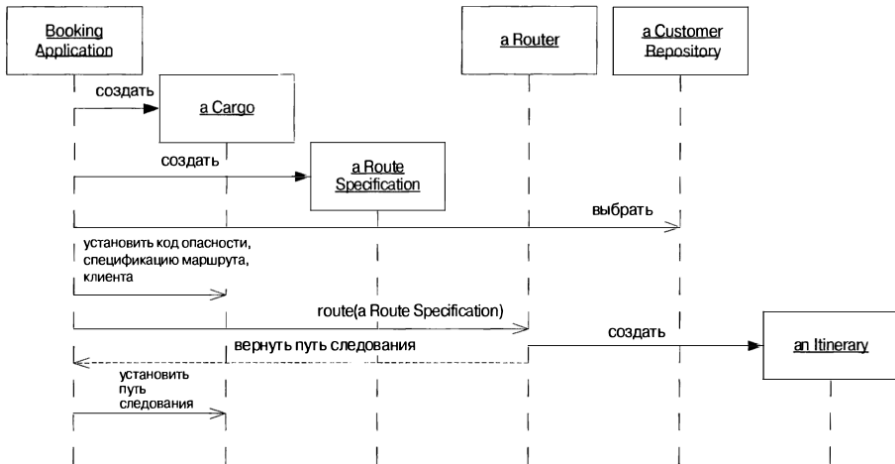 Booking
Application
a Router
a Customer
Repository
создать
a Cargo
создать
a Route
Specification
выбрать
установить код опасности,
спецификацию маршрута,
клиента
route(a Route Specification)
вернуть путь следования
создать
an Itinerary
установить
путь
следования